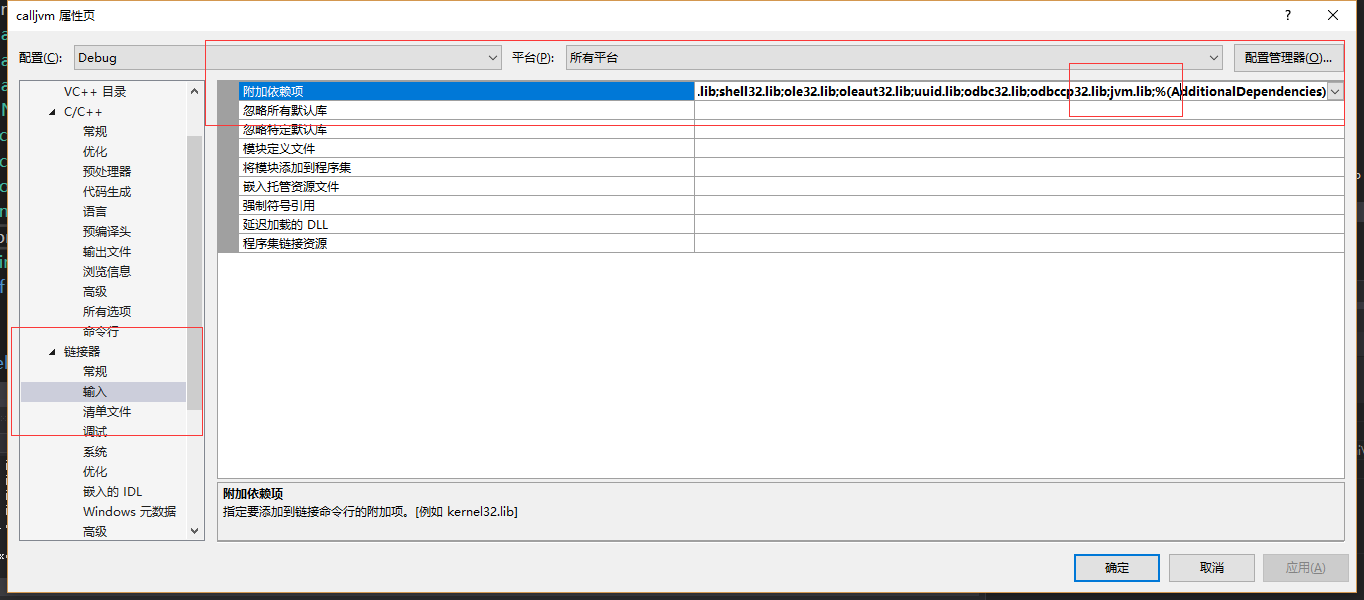 calljvm 属性页
配置(C): Debug 平台(P): 所有平台 配置管理器(O)...
VC++ 目录
C/C++
常规
优化
预处理器
代码生成
语言
预编译头
输出文件
浏览信息
高级
所有选项
命令行
链接器
常规
输入
清单文件
调试
系统
优化
嵌入的 IDL
Windows 元数据
高级
附加依赖项 .lib;shell32.lib;ole32.lib;oleaut32.lib;uuid.lib;odbc32.lib;odbccp32.lib;jvm.lib;%(AdditionalDependencies)
忽略所有默认库
忽略特定默认库
模块定义文件
将模块添加到程序集
嵌入托管资源文件
强制符号引用
延迟加载的 DLL
程序集链接资源
附加依赖项
指定要添加到链接命令行的附加项。[例如 kernel32.lib]
确定 取消 应用(A)